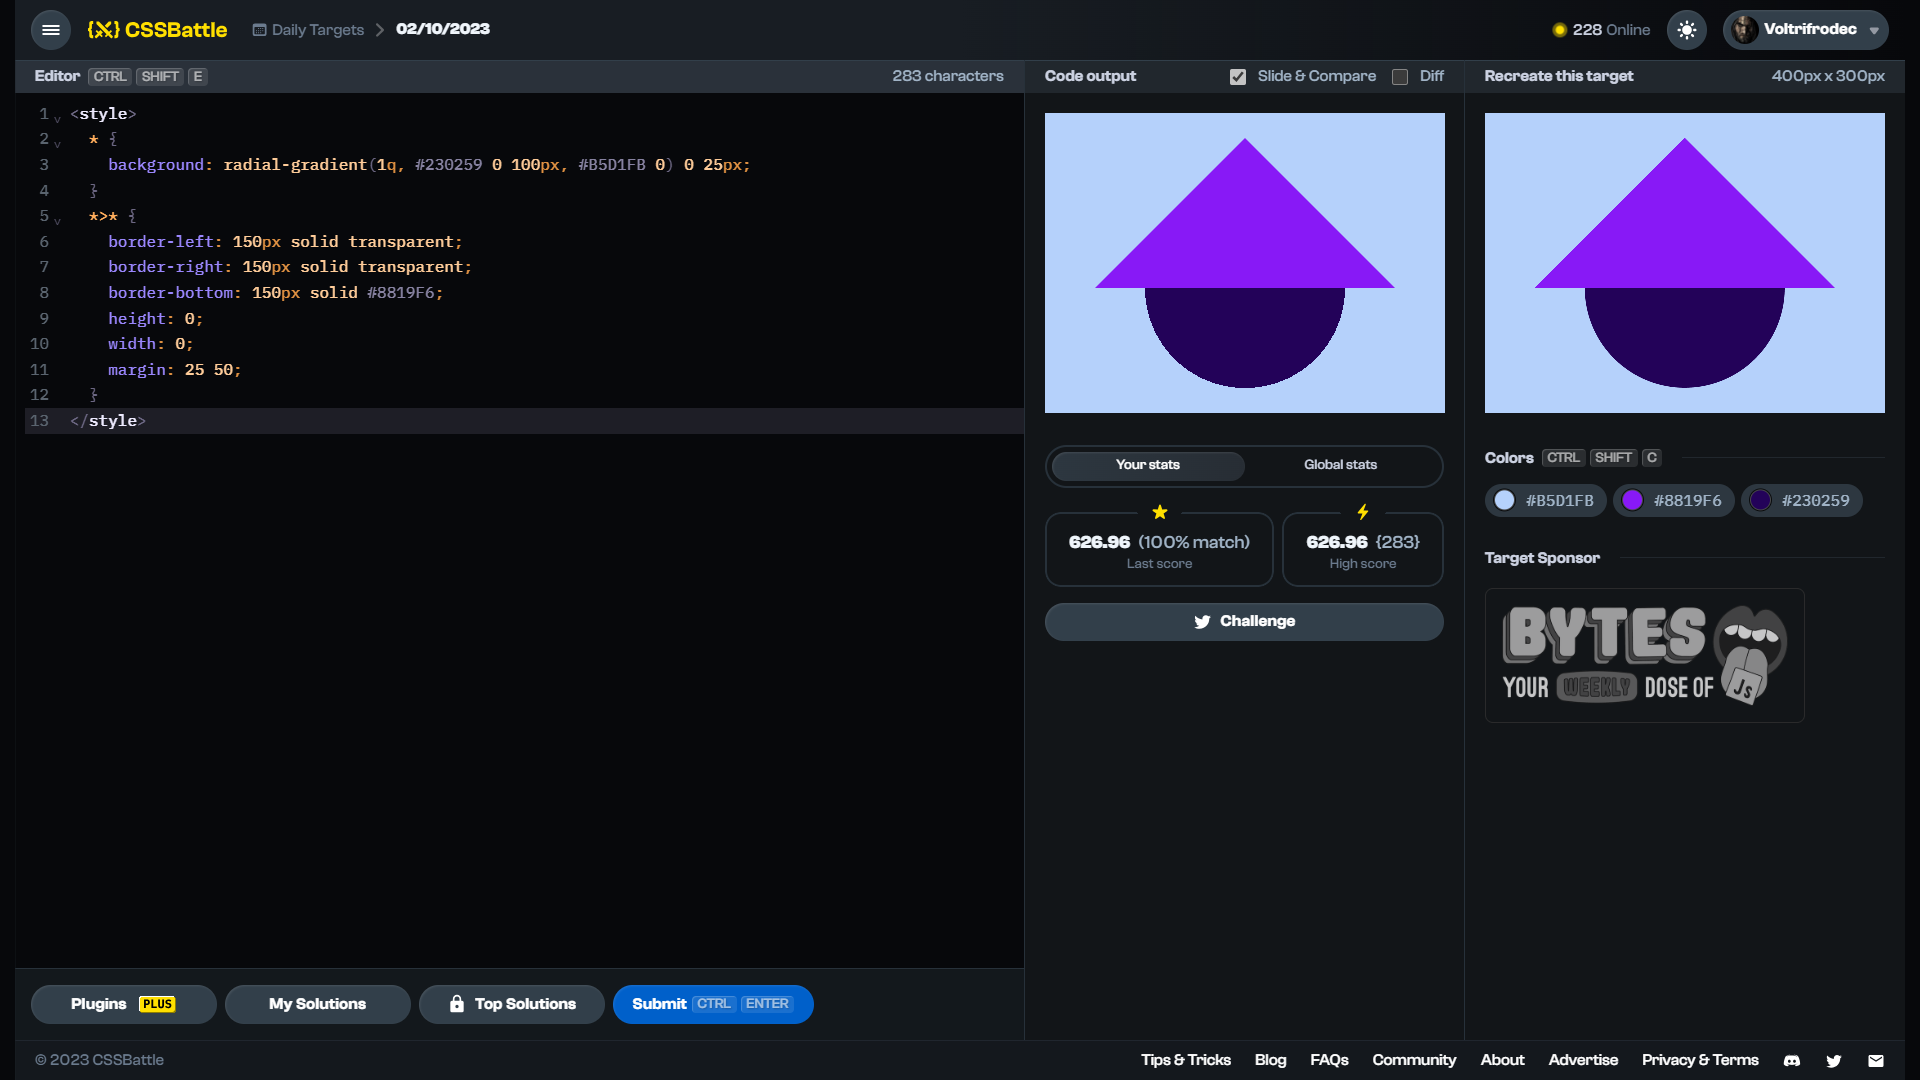 CSSBattle
Daily Targets
02/10/2023
228 Online
Voltrifrodec
Editor CTRL SHIFT E
283 characters
1 <style>
2 * {
3 background: radial-gradient(1q, #230259 0 100px, #B5D1FB 0) 0 25px;
4 }
5 *>* {
6 border-left: 150px solid transparent;
7 border-right: 150px solid transparent;
8 border-bottom: 150px solid #8819F6;
9 height: 0;
10 width: 0;
11 margin: 25 50;
12 }
13 </style>
Plugins PLUS
My Solutions
Top Solutions
Submit CTRL ENTER
Code output
Slide & Compare
Diff
Your stats
Global stats
626.96 (100% match)
Last score
626.96 {283}
High score
Challenge
Recreate this target
400px x 300px
Colors CTRL SHIFT C
#B5D1FB
#8819F6
#230259
Target Sponsor
BYTES
YOUR WEEKLY DOSE OF JS
© 2023 CSSBattle
Tips & Tricks
Blog
FAQs
Community
About
Advertise
Privacy & Terms